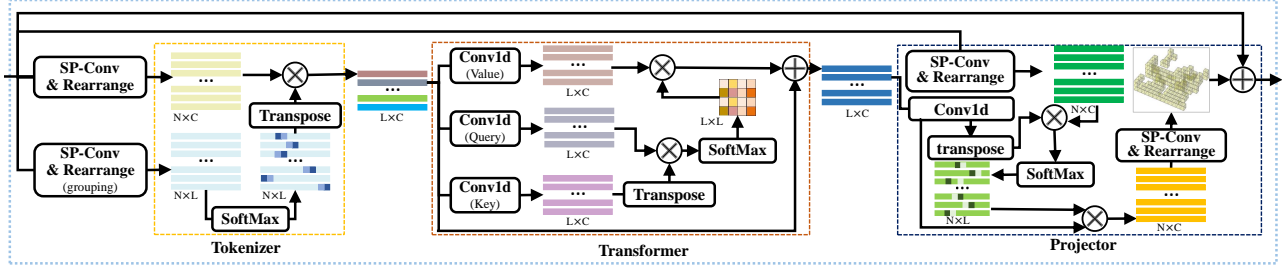 SP-Conv
& Rearrange
...
N×C
Transpose
SP-Conv
& Rearrange
(grouping)
...
N×L
...
N×L
SoftMax
Tokenizer
...
L×C
Conv1d
(Value)
...
L×C
Conv1d
(Query)
...
L×C
Conv1d
(Key)
...
L×C
Transpose
L×L
SoftMax
Transformer
...
L×C
SP-Conv
& Rearrange
...
N×C
Conv1d
transpose
SoftMax
...
N×L
SP-Conv
& Rearrange
...
N×C
Projector